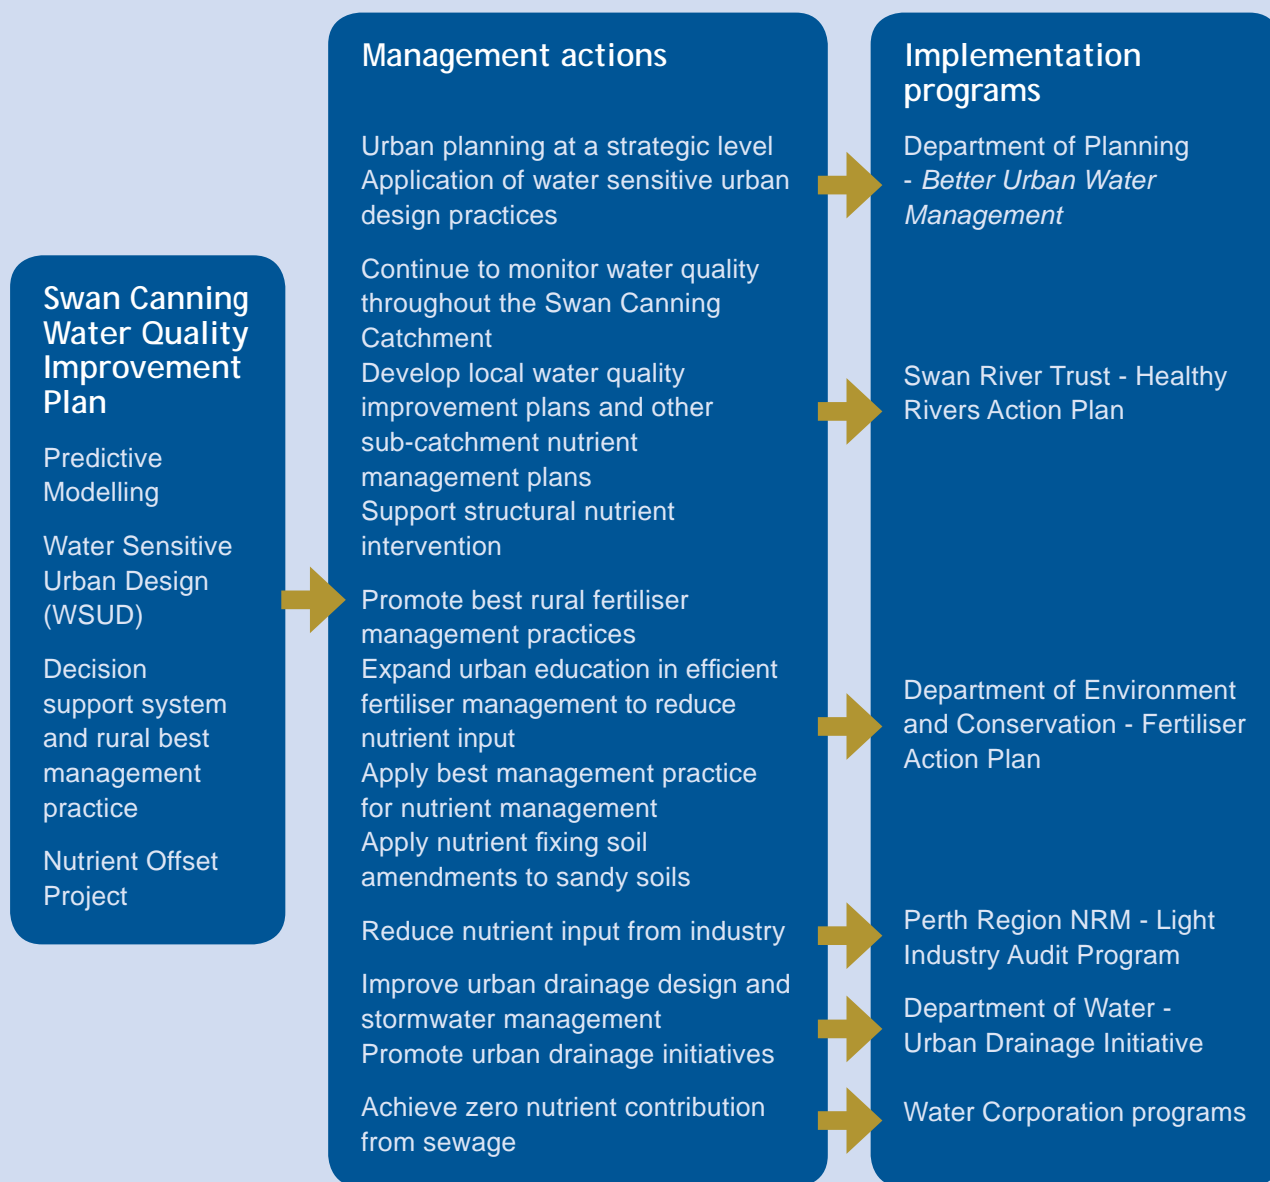 Swan Canning
Water Quality
Improvement
Plan
Predictive
Modelling
Water Sensitive
Urban Design
(WSUD)
Decision
support system
and rural best
management
practice
Nutrient Offset
Project
Management actions
Urban planning at a strategic level
Application of water sensitive urban
design practices
Continue to monitor water quality
throughout the Swan Canning
Catchment
Develop local water quality
improvement plans and other
sub-catchment nutrient
management plans
Support structural nutrient
intervention
Promote best rural fertiliser
management practices
Expand urban education in efficient
fertiliser management to reduce
nutrient input
Apply best management practice
for nutrient management
Apply nutrient fixing soil
amendments to sandy soils
Reduce nutrient input from industry
Improve urban drainage design and
stormwater management
Promote urban drainage initiatives
Achieve zero nutrient contribution
from sewage
Implementation
programs
Department of Planning
- Better Urban Water
Management
Swan River Trust - Healthy
Rivers Action Plan
Department of Environment
and Conservation - Fertiliser
Action Plan
Perth Region NRM - Light
Industry Audit Program
Department of Water -
Urban Drainage Initiative
Water Corporation programs